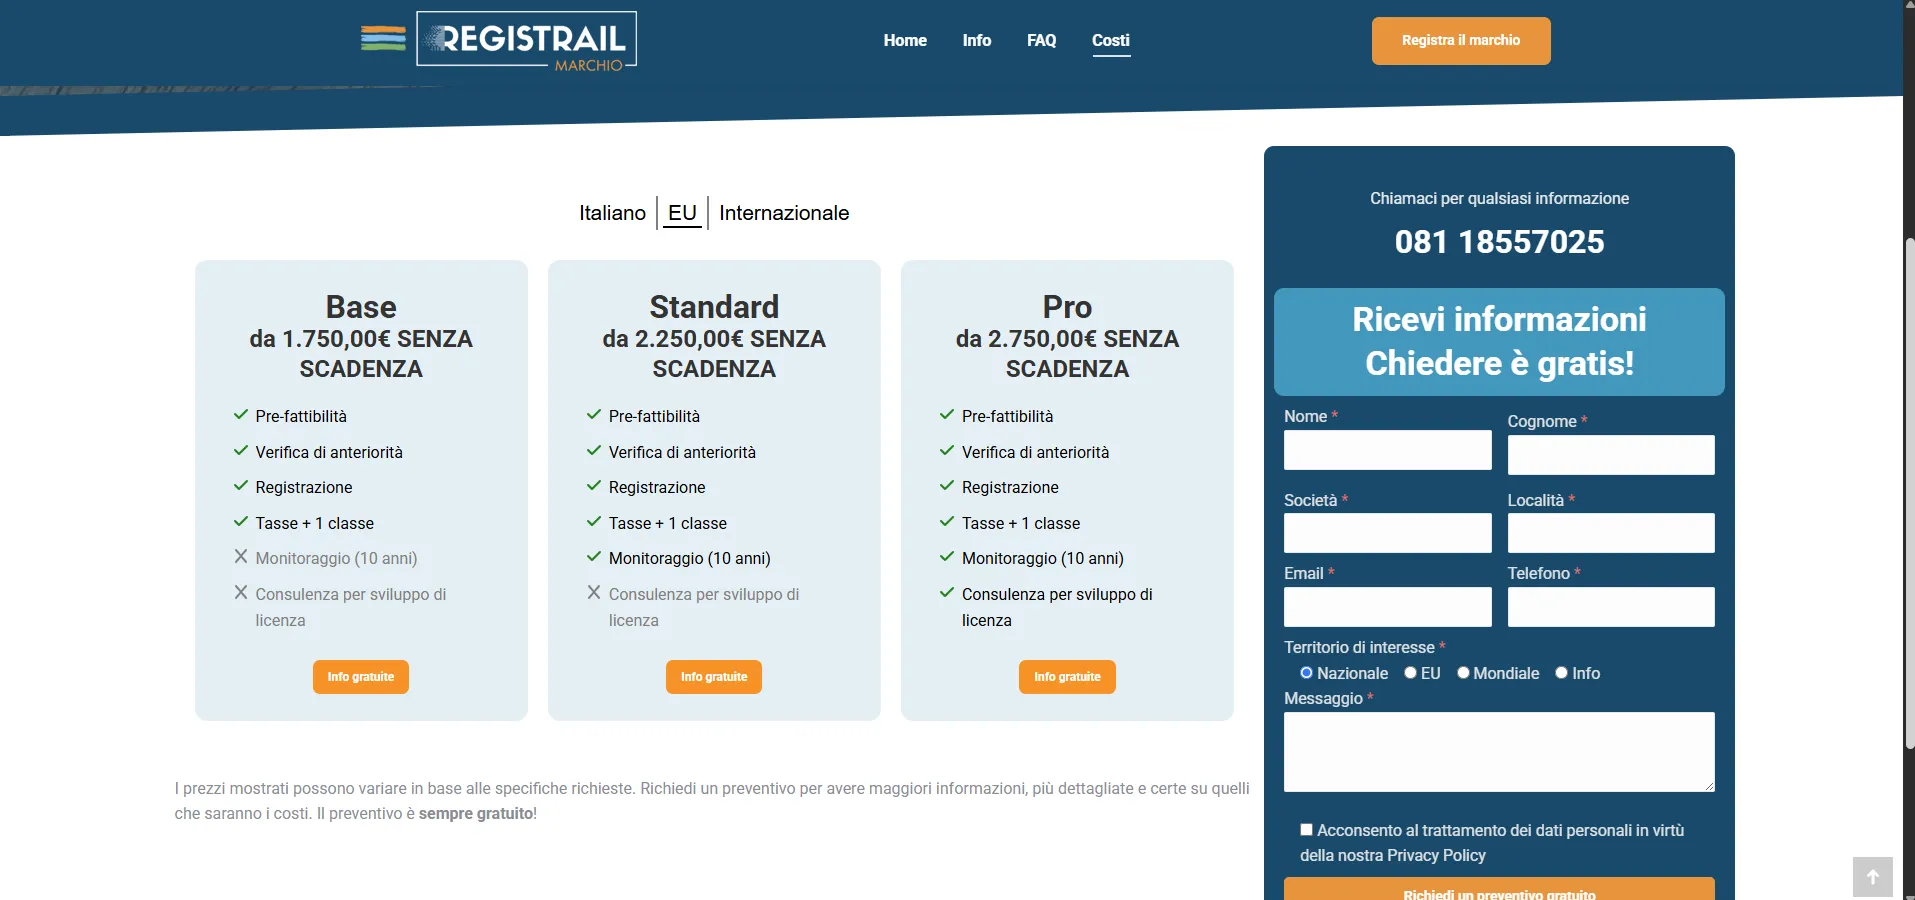 REGISTRAIL
MARCHIO
Home
Info
FAQ
Costi
Registra il marchio
Italiano
EU
Internazionale
Base
da 1.750,00€ SENZA
SCADENZA
Pre-fattibilità
Verifica di anteriorità
Registrazione
Tasse + 1 classe
Monitoraggio (10 anni)
Consulenza per sviluppo di
licenza
Info gratuite
Standard
da 2.250,00€ SENZA
SCADENZA
Pre-fattibilità
Verifica di anteriorità
Registrazione
Tasse + 1 classe
Monitoraggio (10 anni)
Consulenza per sviluppo di
licenza
Info gratuite
Pro
da 2.750,00€ SENZA
SCADENZA
Pre-fattibilità
Verifica di anteriorità
Registrazione
Tasse + 1 classe
Monitoraggio (10 anni)
Consulenza per sviluppo di
licenza
Info gratuite
I prezzi mostrati possono variare in base alle specifiche richieste. Richiedi un preventivo per avere maggiori informazioni, più dettagliate e certe su quelli
che saranno i costi. Il preventivo è sempre gratuito!
Chiamaci per qualsiasi informazione
081 18557025
Ricevi informazioni
Chiedere è gratis!
Nome *
Cognome *
Società *
Località *
Email *
Telefono *
Territorio di interesse *
Nazionale
EU
Mondiale
Info
Messaggio *
Acconsento al trattamento dei dati personali in virtù
della nostra Privacy Policy
Richiedi un preventivo gratuito